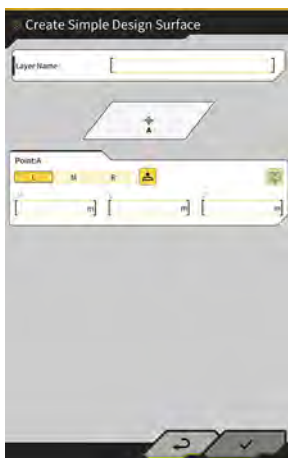 Create Simple Design Surface
Layer Name:
A
Point:A
L M R
m m m